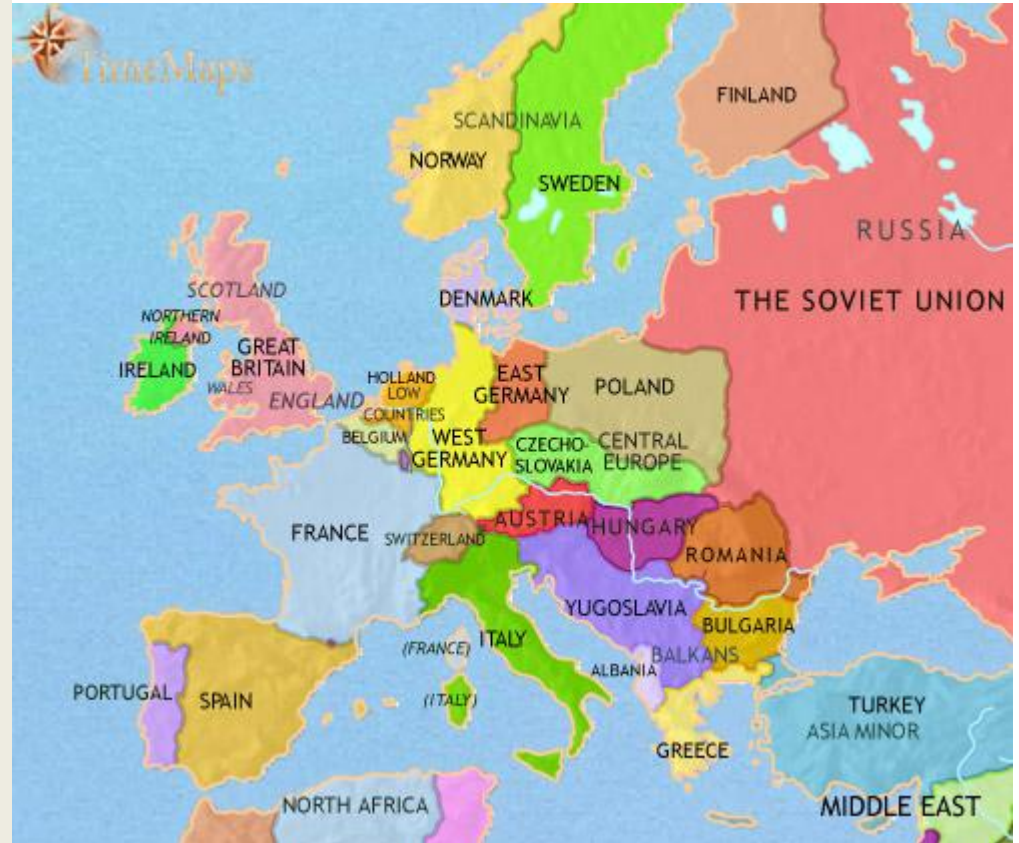 TimeMaps
FINLAND
SCANDINAVIA
NORWAY
SWEDEN
RUSSIA
SCOTLAND
DENMARK
THE SOVIET UNION
NORTHERN
IRELAND
GREAT
BRITAIN
IRELAND
WALES
ENGLAND
HOLLAND
LOW
COUNTRIES
BELGIUM
EAST
GERMANY
POLAND
WEST
GERMANY
CZECHO-
SLOVAKIA
CENTRAL
EUROPE
FRANCE
SWITZERLAND
AUSTRIA
HUNGARY
ROMANIA
YUGOSLAVIA
BULGARIA
(FRANCE)
ITALY
BALKANS
ALBANIA
PORTUGAL
SPAIN
(ITALY)
TURKEY
ASIA MINOR
GREECE
NORTH AFRICA
MIDDLE EAST